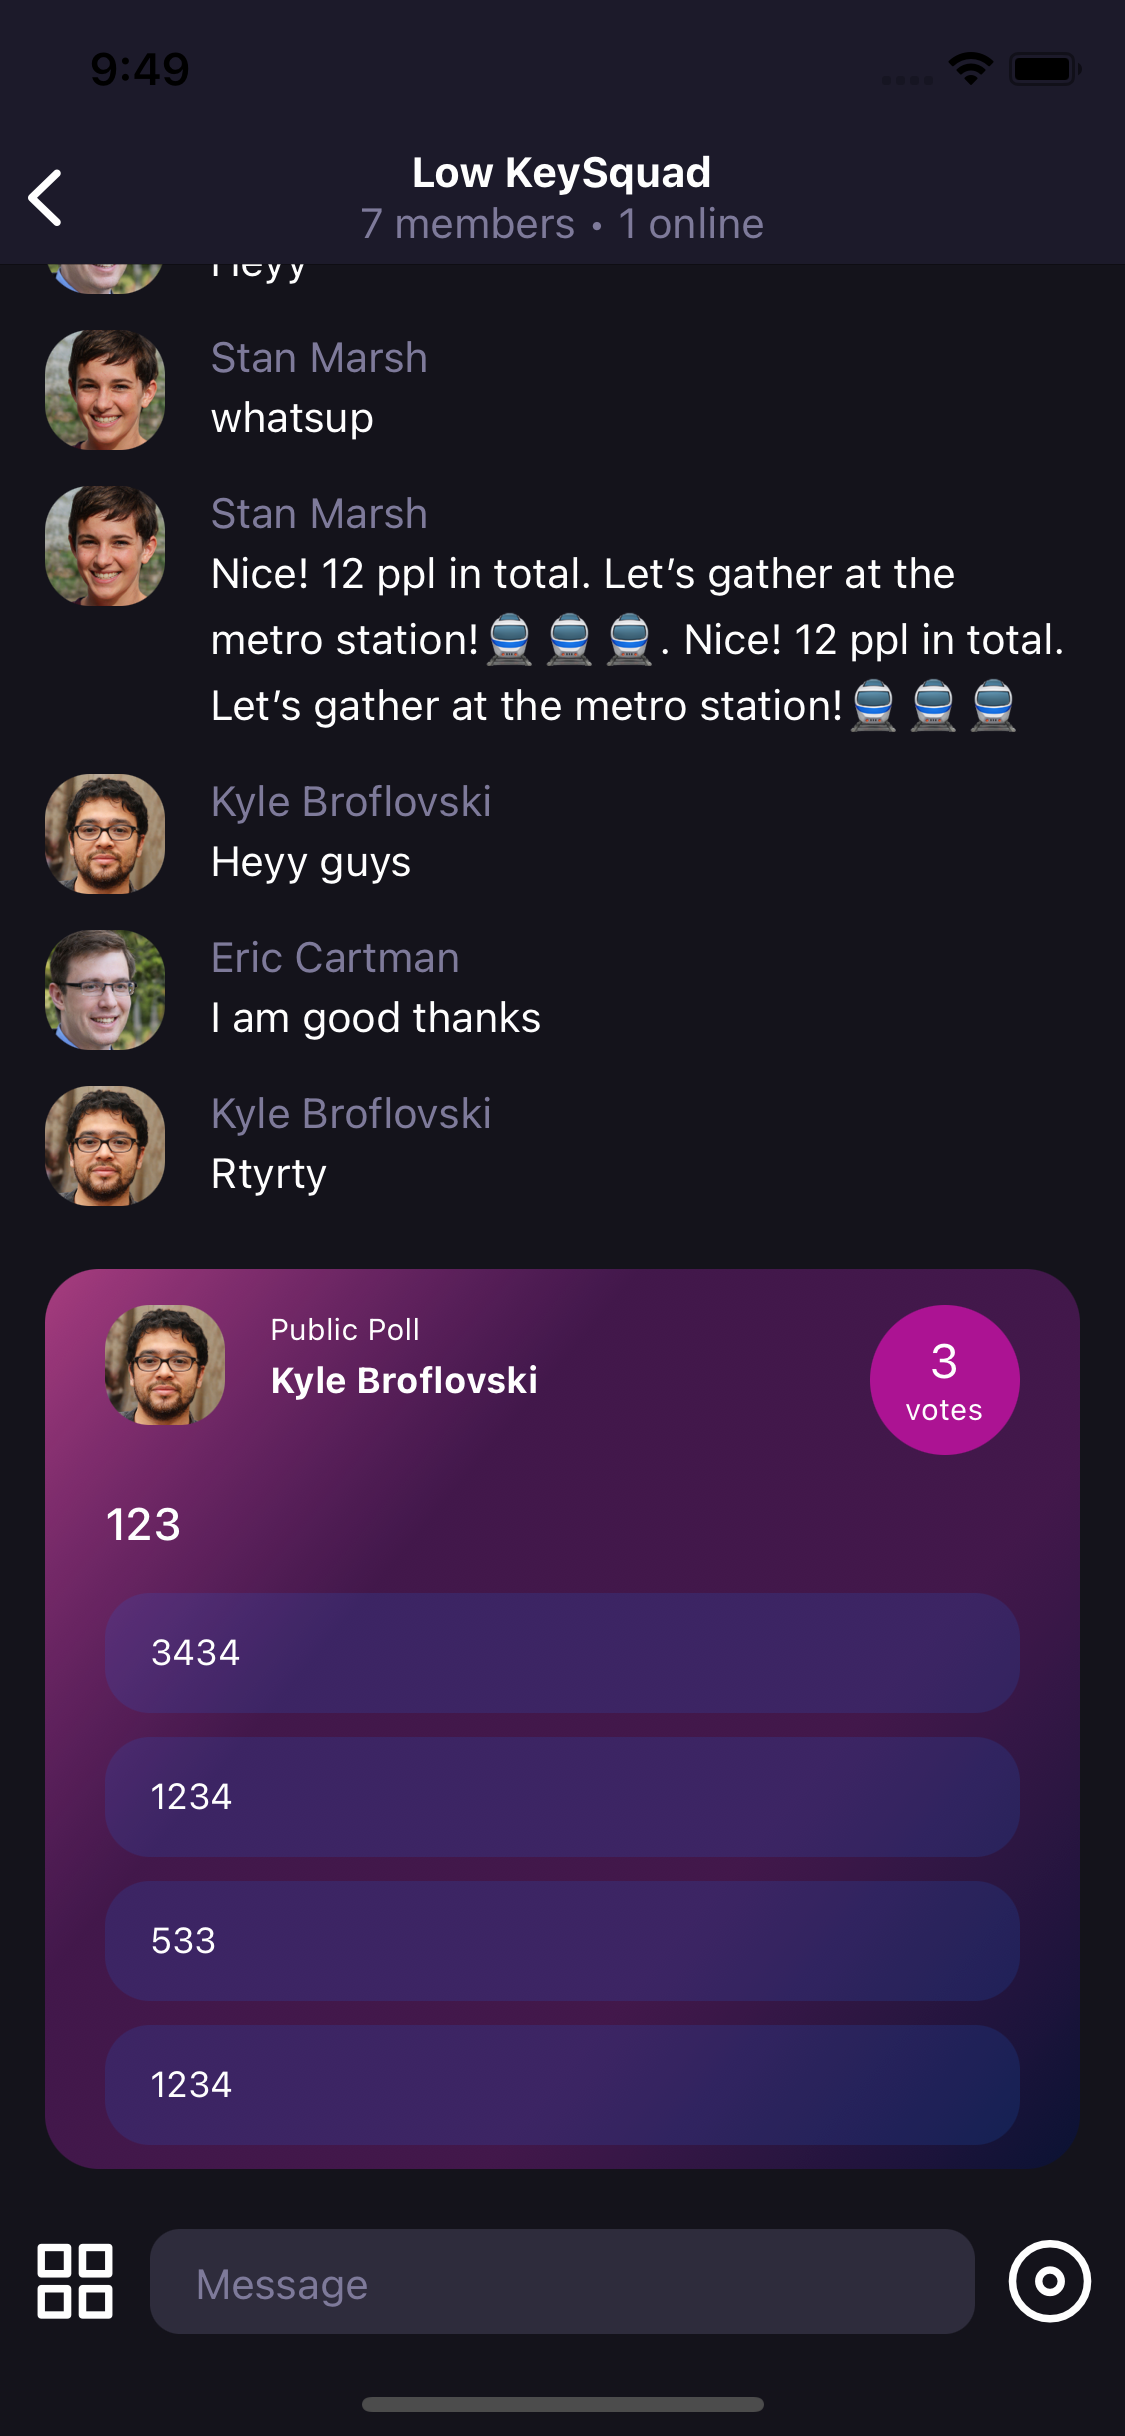 9:49
Low KeySquad
7 members • 1 online
Heyy
Stan Marsh
whatsup
Stan Marsh
Nice! 12 ppl in total. Let’s gather at the
metro station!🚆🚆🚆. Nice! 12 ppl in total.
Let’s gather at the metro station!🚆🚆🚆
Kyle Broflovski
Heyy guys
Eric Cartman
I am good thanks
Kyle Broflovski
Rtyrty
Public Poll
Kyle Broflovski
3
votes
123
3434
1234
533
1234
Message